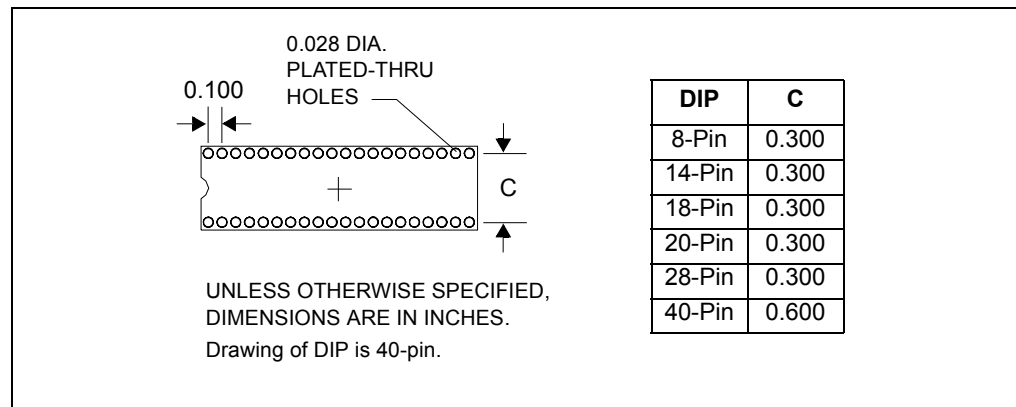 0.028 DIA.
PLATED-THRU
HOLES
0.100
C
UNLESS OTHERWISE SPECIFIED,
DIMENSIONS ARE IN INCHES.
Drawing of DIP is 40-pin.
DIP C
8-Pin 0.300
14-Pin 0.300
18-Pin 0.300
20-Pin 0.300
28-Pin 0.300
40-Pin 0.600